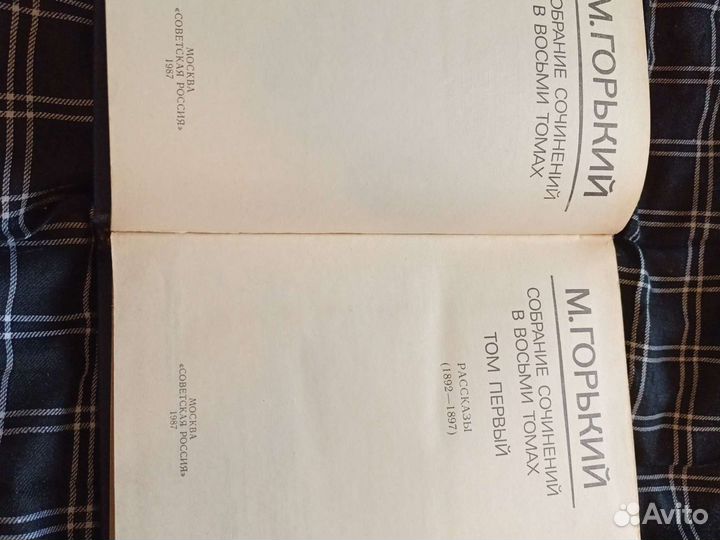 М. ГОРЬКИЙ
СОБРАНИЕ СОЧИНЕНИЙ
В ВОСЬМИ ТОМАХ
МОСКВА
«СОВЕТСКАЯ РОССИЯ»
1987
М. ГОРЬКИЙ
СОБРАНИЕ СОЧИНЕНИЙ
В ВОСЬМИ ТОМАХ
ТОМ ПЕРВЫЙ
РАССКАЗЫ
(1892—1897)
МОСКВА
«СОВЕТСКАЯ РОССИЯ»
1987
Avito